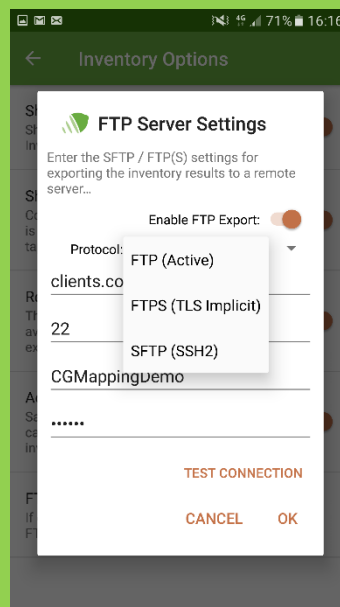 71% 16:16
Inventory Options
FTP Server Settings
Enter the SFTP / FTP(S) settings for
exporting the inventory results to a remote
server...
Enable FTP Export:
Protocol:
FTP (Active)
clients.co
FTPS (TLS Implicit)
22
SFTP (SSH2)
CGMappingDemo
••••••
TEST CONNECTION
CANCEL OK